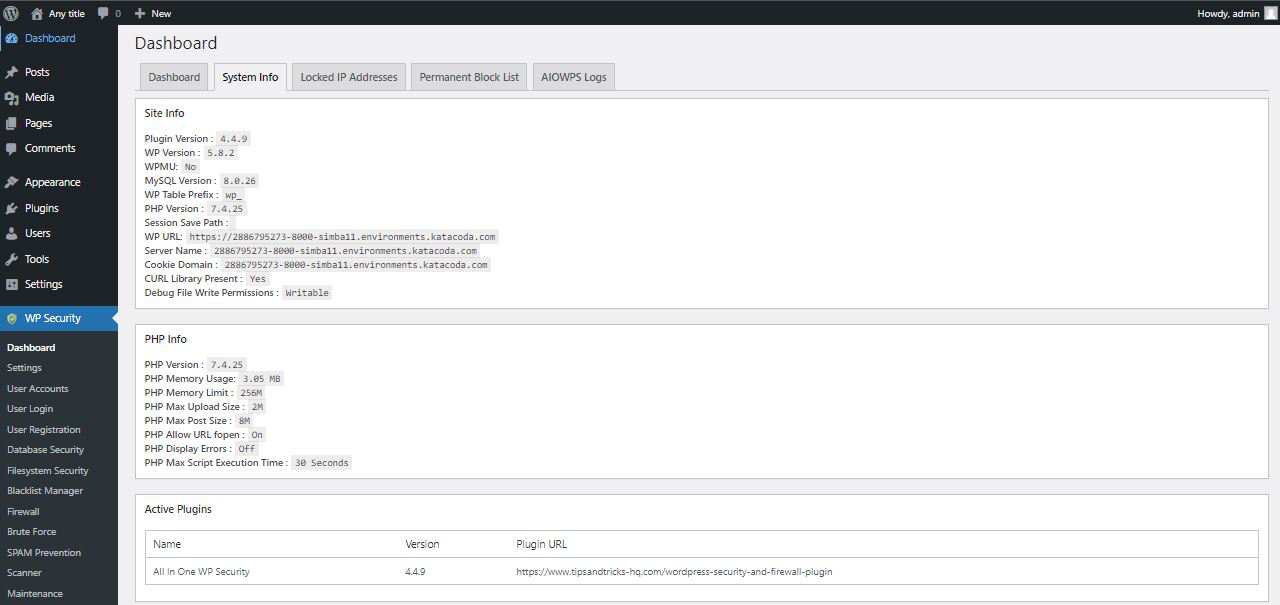 Any title 0 New Howdy, admin
Dashboard
Posts
Media
Pages
Comments
Appearance
Plugins
Users
Tools
Settings
WP Security
Dashboard
Settings
User Accounts
User Login
User Registration
Database Security
Filesystem Security
Blacklist Manager
Firewall
Brute Force
SPAM Prevention
Scanner
Maintenance
Dashboard
Dashboard System Info Locked IP Addresses Permanent Block List AIOWPS Logs
Site Info
Plugin Version : 4.4.9
WP Version : 5.8.2
WPMU: No
MySQL Version : 8.0.26
WP Table Prefix : wp_
PHP Version : 7.4.25
Session Save Path :
WP URL: https://2886795273-8000-simba11.environments.katacoda.com
Server Name : 2886795273-8000-simba11.environments.katacoda.com
Cookie Domain : 2886795273-8000-simba11.environments.katacoda.com
CURL Library Present : Yes
Debug File Write Permissions : Writable
PHP Info
PHP Version : 7.4.25
PHP Memory Usage: 3.05 MB
PHP Memory Limit : 256M
PHP Max Upload Size : 2M
PHP Max Post Size : 8M
PHP Allow URL fopen : On
PHP Display Errors : Off
PHP Max Script Execution Time : 30 Seconds
Active Plugins
Name Version Plugin URL
All In One WP Security 4.4.9 https://www.tipsandtricks-hq.com/wordpress-security-and-firewall-plugin